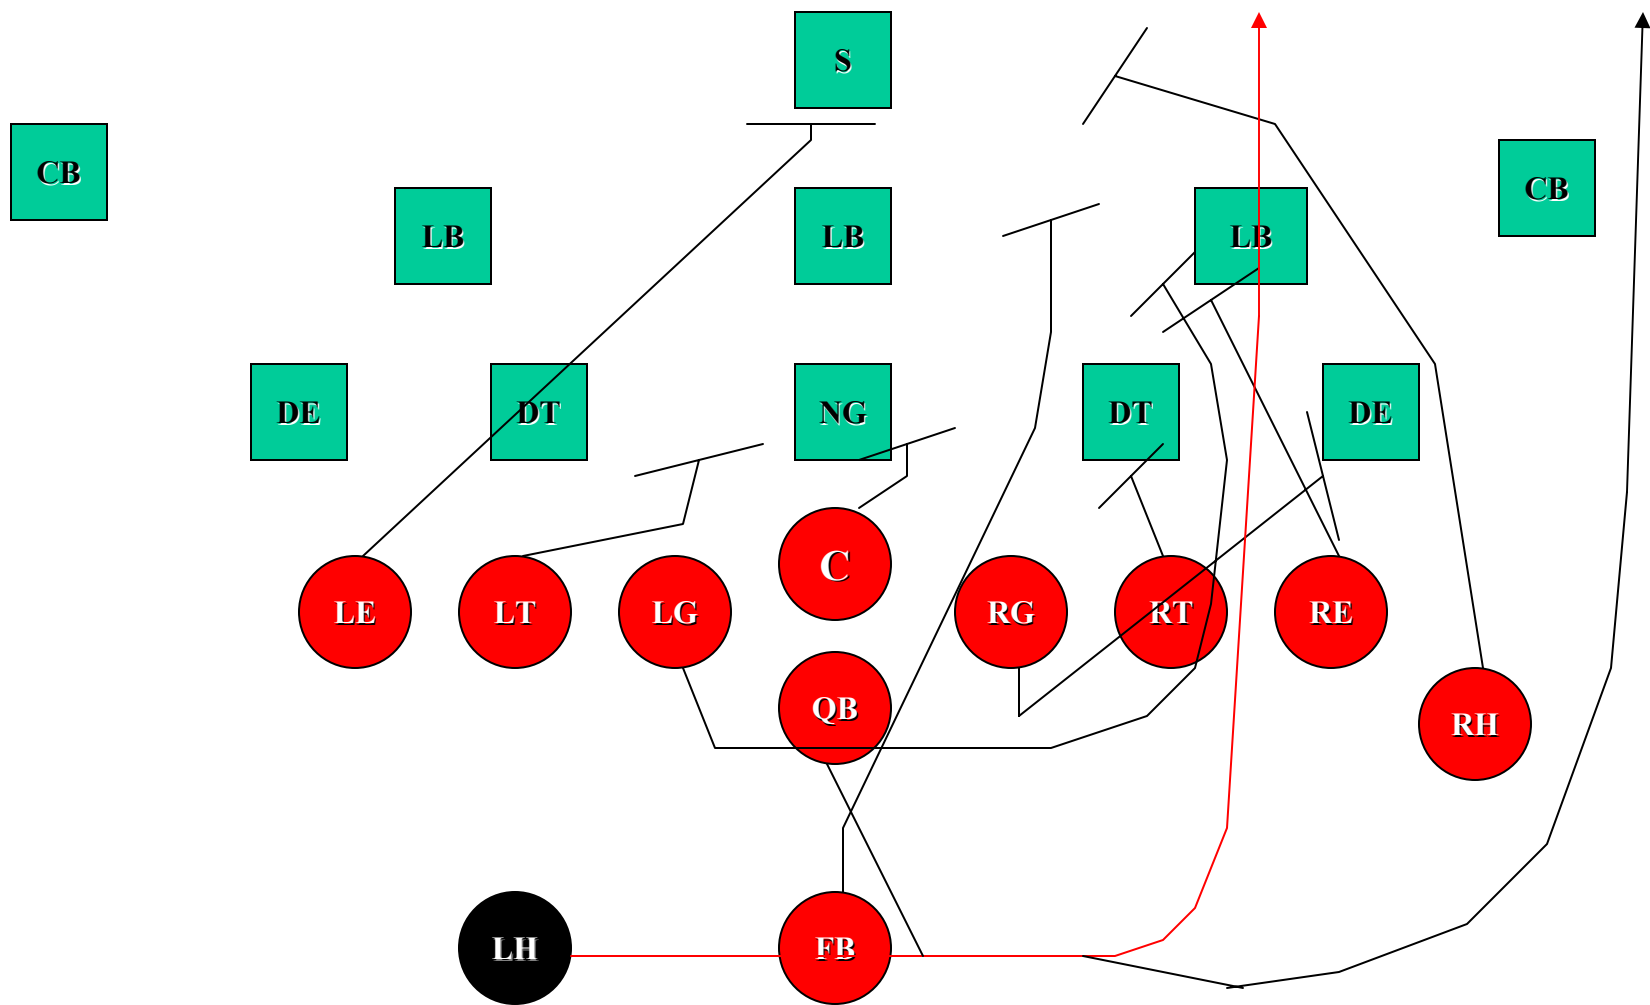 S
CB
CB
LB
LB
LB
DE
DT
NG
DT
DE
C
LE
LT
LG
RG
RT
RE
QB
RH
LH
FB